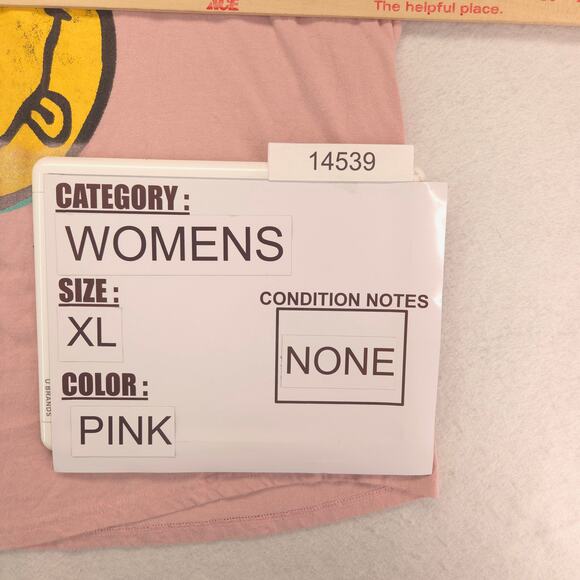 ACE
The helpful place.
14539
CATEGORY :
WOMENS
SIZE :
XL
CONDITION NOTES
NONE
COLOR :
PINK
U BRANDS